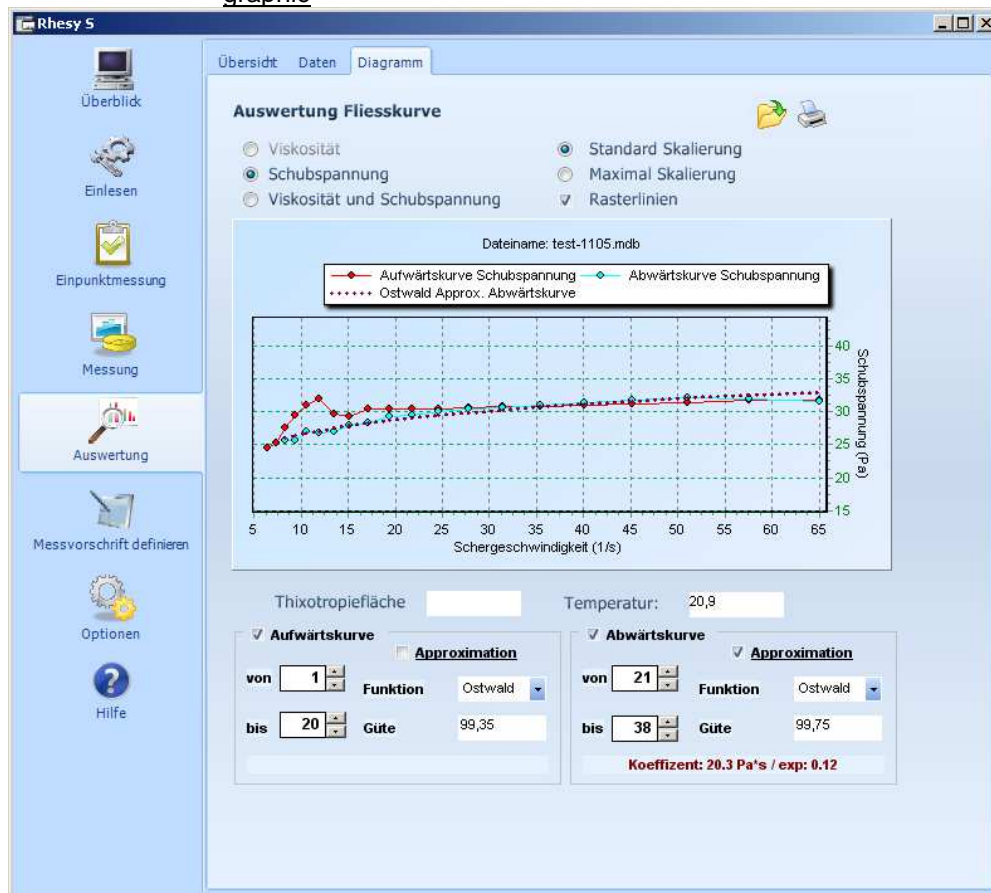 graphie
Rhesy S
Übersicht Daten Diagramm
Überblick
Einlesen
Einpunktmessung
Messung
Auswertung
Messvorschrift definieren
Optionen
Hilfe
Auswertung Fliesskurve
Viskosität
Schubspannung
Viskosität und Schubspannung
Standard Skalierung
Maximal Skalierung
Rasterlinien
Dateiname: test-1105.mdb
Aufwärtskurve Schubspannung Abwärtskurve Schubspannung
Ostwald Approx. Abwärtskurve
40
35
30
25
20
15
Schubspannung (Pa)
5 10 15 20 25 30 35 40 45 50 55 60 65
Schergeschwindigkeit (1/s)
Thixotropiefläche Temperatur: 20,9
Aufwärtskurve
Approximation
von 1 Funktion Ostwald
bis 20 Güte 99,35
Abwärtskurve
Approximation
von 21 Funktion Ostwald
bis 38 Güte 99,75
Koeffizent: 20.3 Pa*s / exp: 0.12